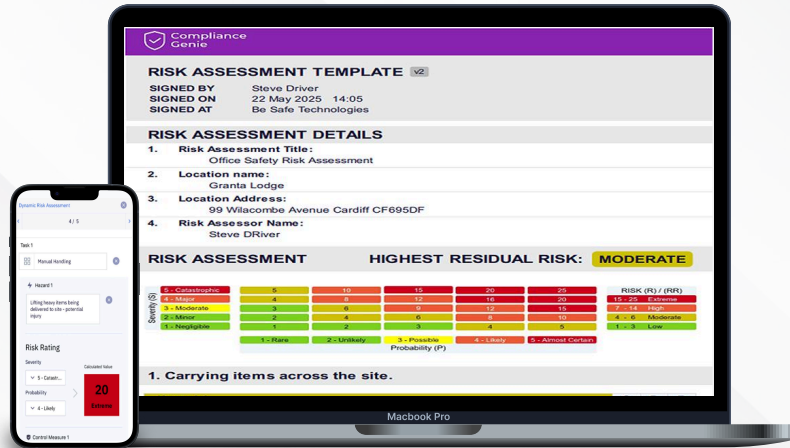 Compliance
Genie
RISK ASSESSMENT TEMPLATE v2
SIGNED BY Steve Driver
SIGNED ON 22 May 2025 14:05
SIGNED AT Be Safe Technologies
RISK ASSESSMENT DETAILS
1. Risk Assessment Title:
Office Safety Risk Assessment
2. Location name:
Granta Lodge
3. Location Address:
99 Wilacombe Avenue Cardiff CF695DF
4. Risk Assessor Name:
Steve DRiver
RISK ASSESSMENT HIGHEST RESIDUAL RISK: MODERATE
Severity (S)
5 - Catastrophic 5 10 15 20 25
4 - Major 4 8 12 16 20
3 - Moderate 3 6 9 12 15
2 - Minor 2 4 6 8 10
1 - Negligible 1 2 3 4 5
1 - Rare 2 - Unlikely 3 - Possible 4 - Likely 5 - Almost Certain
Probability (P)
RISK (R) / (RR)
15 - 25 Extreme
7 - 14 High
4 - 6 Moderate
1 - 3 Low
1. Carrying items across the site.
Macbook Pro
Dynamic Risk Assessment
4 / 5
Task 1
Manual Handling
Hazard 1
Lifting heavy items being
delivered to site - potential
injury
Risk Rating
Severity
Calculated Value
5 - Catastr...
20
Extreme
Probability
4 - Likely
Control Measure 1